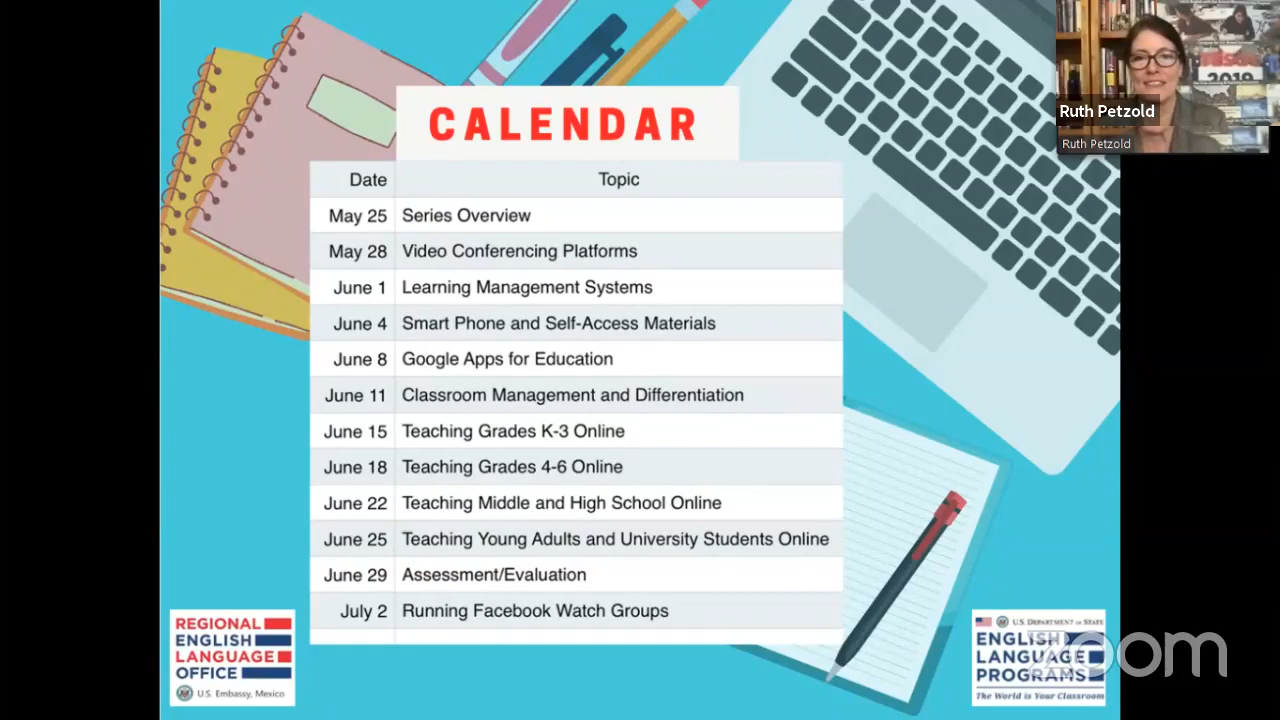 CALENDAR
Date Topic
May 25 Series Overview
May 28 Video Conferencing Platforms
June 1 Learning Management Systems
June 4 Smart Phone and Self-Access Materials
June 8 Google Apps for Education
June 11 Classroom Management and Differentiation
June 15 Teaching Grades K-3 Online
June 18 Teaching Grades 4-6 Online
June 22 Teaching Middle and High School Online
June 25 Teaching Young Adults and University Students Online
June 29 Assessment/Evaluation
July 2 Running Facebook Watch Groups
2019
Ruth Petzold
Ruth Petzold
REGIONAL
ENGLISH
LANGUAGE
OFFICE
U.S. Embassy, Mexico
U.S. DEPARTMENT OF STATE
ENGLISH
LANGUAGE
PROGRAMS
The World is Your Classroom
zoom